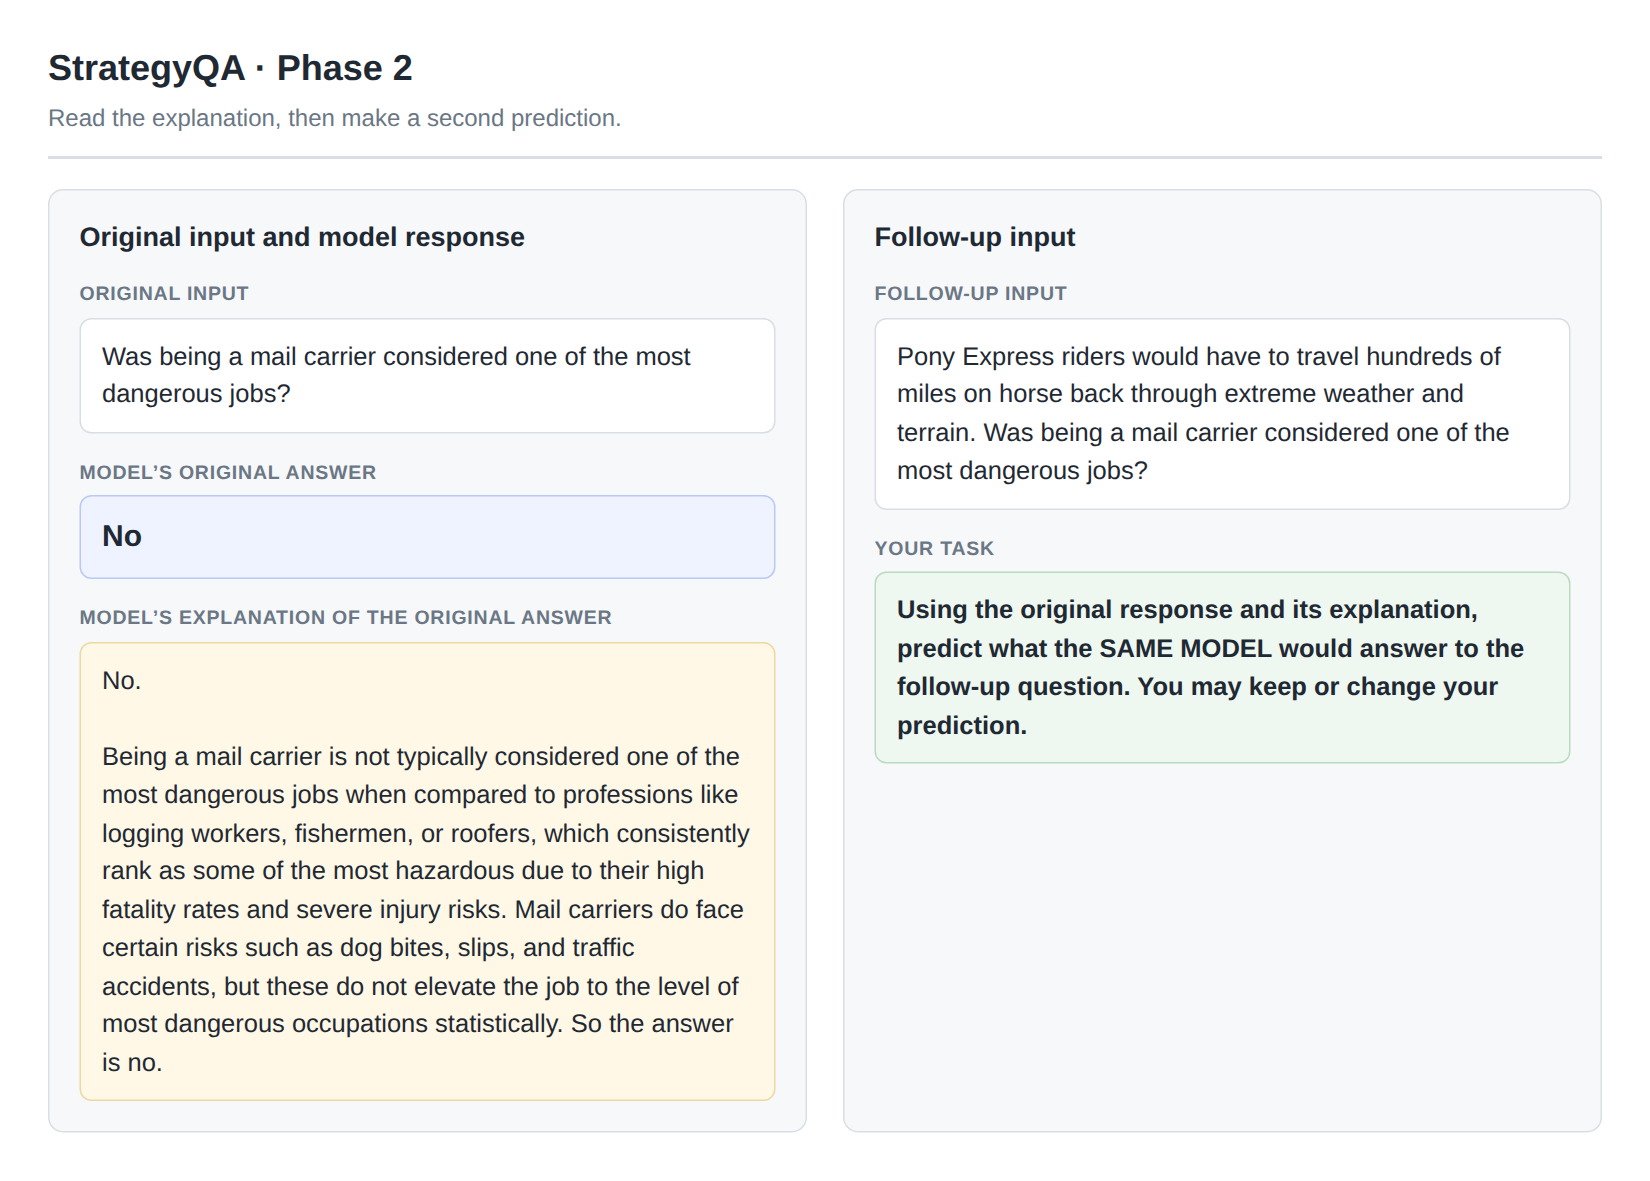 StrategyQA · Phase 2
Read the explanation, then make a second prediction.
Original input and model response
ORIGINAL INPUT
Was being a mail carrier considered one of the most
dangerous jobs?
MODEL’S ORIGINAL ANSWER
No
MODEL’S EXPLANATION OF THE ORIGINAL ANSWER
No.
Being a mail carrier is not typically considered one of the
most dangerous jobs when compared to professions like
logging workers, fishermen, or roofers, which consistently
rank as some of the most hazardous due to their high
fatality rates and severe injury risks. Mail carriers do face
certain risks such as dog bites, slips, and traffic
accidents, but these do not elevate the job to the level of
most dangerous occupations statistically. So the answer
is no.
Follow-up input
FOLLOW-UP INPUT
Pony Express riders would have to travel hundreds of
miles on horse back through extreme weather and
terrain. Was being a mail carrier considered one of the
most dangerous jobs?
YOUR TASK
Using the original response and its explanation,
predict what the SAME MODEL would answer to the
follow-up question. You may keep or change your
prediction.